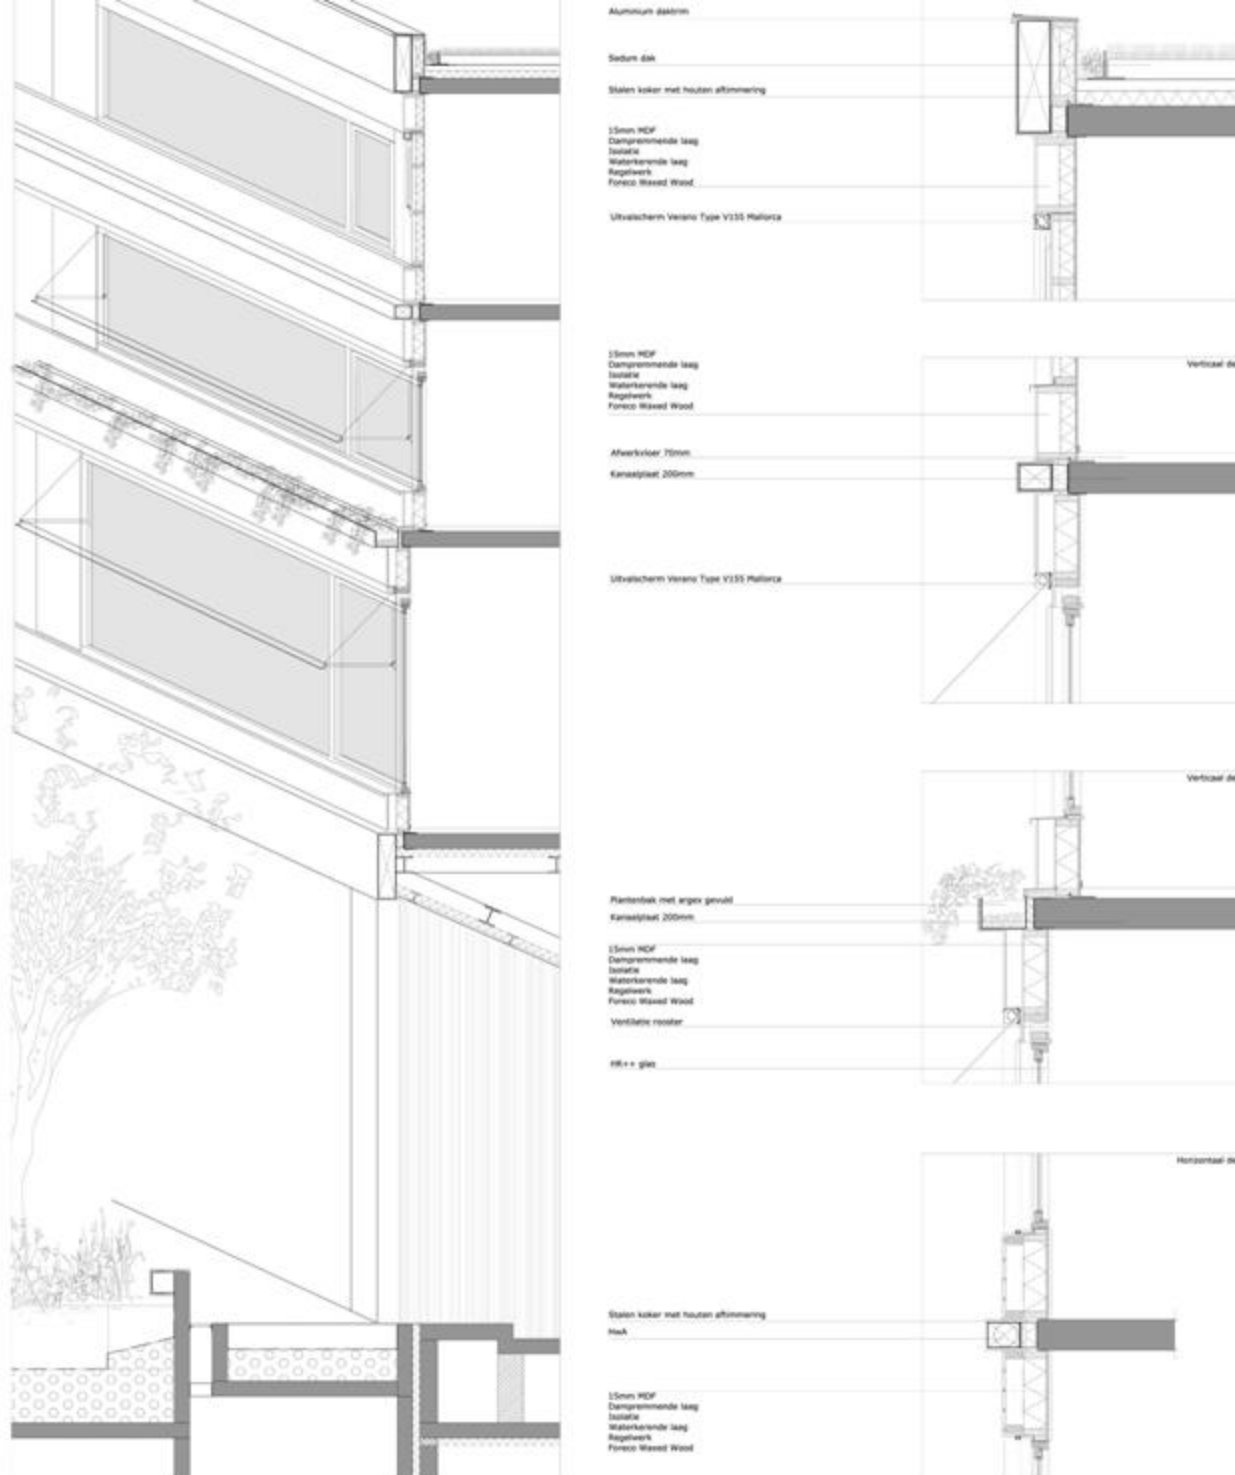 Aluminium daktrim
Sedum dak
Stalen koker met houten aftimmering
15mm MDF
Dampremmende laag
Isolatie
Waterkerende laag
Regelwerk
Foreco Waxed Wood
Uitvalscherm Verano Type V155 Mallorca
15mm MDF
Dampremmende laag
Isolatie
Waterkerende laag
Regelwerk
Foreco Waxed Wood
Verticaal de
Afwerkvloer 70mm
Kanaalplaat 200mm
Uitvalscherm Verano Type V155 Mallorca
Verticaal de
Plantenbak met argex gevuld
Kanaalplaat 200mm
15mm MDF
Dampremmende laag
Isolatie
Waterkerende laag
Regelwerk
Foreco Waxed Wood
Ventilatie rooster
HR++ glas
Horizontaal de
Stalen koker met houten aftimmering
HWA
15mm MDF
Dampremmende laag
Isolatie
Waterkerende laag
Regelwerk
Foreco Waxed Wood